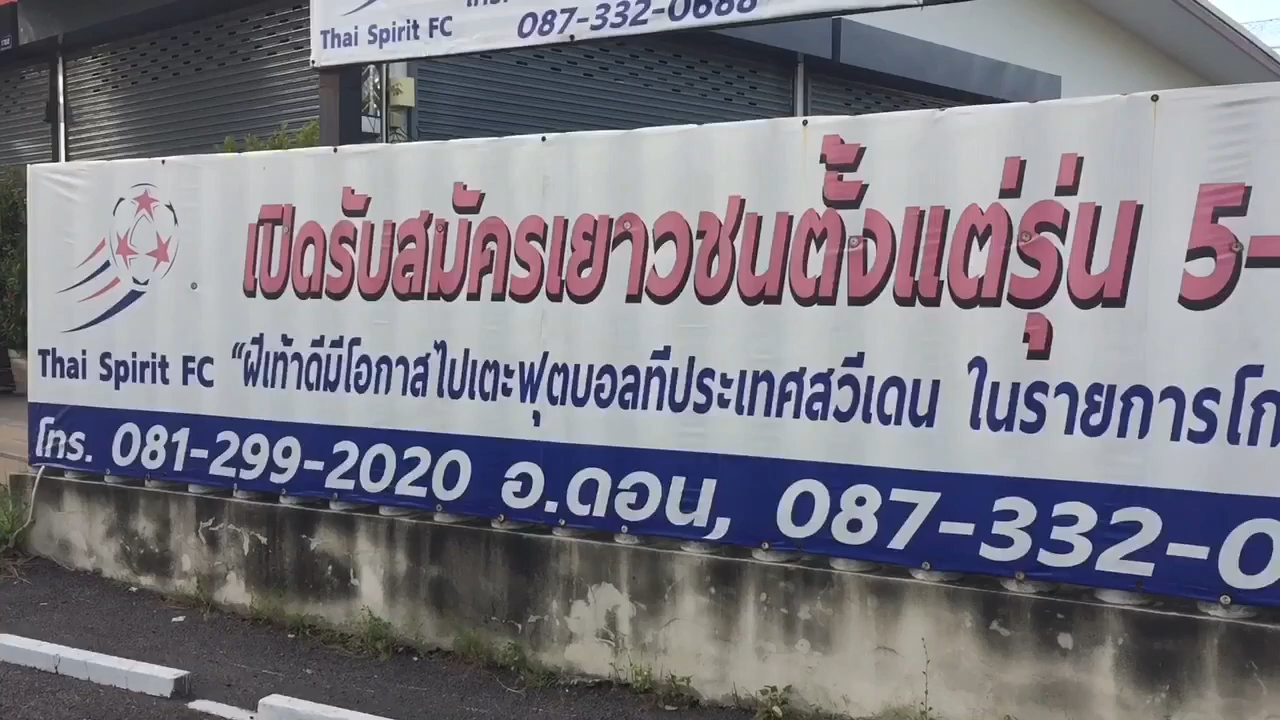 Thai Spirit FC
โทร. 087-332-0688
เปิดรับสมัครเยาวชนตั้งแต่รุ่น 5-
Thai Spirit FC
“ฝีเท้าดีมีโอกาสไปเตะฟุตบอลที่ประเทศสวีเดน ในรายการโก
โทร. 081-299-2020 อ.ดอน, 087-332-0